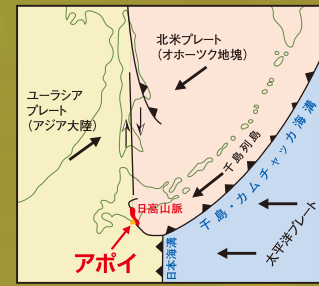 北米プレート
(オホーツク地塊)
ユーラシア
プレート
(アジア大陸)
千島列島
千島・カムチャッカ海溝
日高山脈
アポイ
日本海溝
太平洋プレート